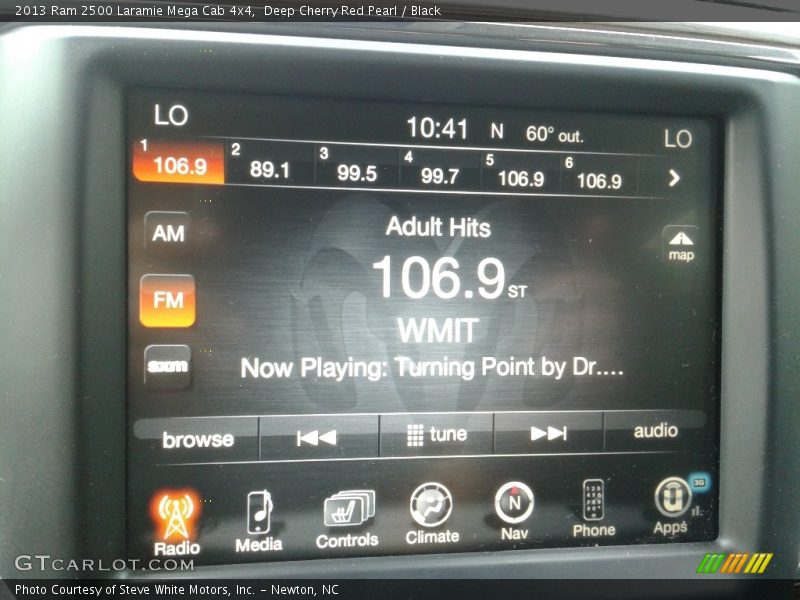 2013 Ram 2500 Laramie Mega Cab 4x4, Deep Cherry Red Pearl / Black
LO 10:41 N 60° out. LO
1 106.9 2 89.1 3 99.5 4 99.7 5 106.9 6 106.9
AM
Adult Hits
map
106.9 ST
FM
WMIT
sxm
Now Playing: Turning Point by Dr....
browse tune audio
3G
N
Radio Media Controls Climate Nav Phone Apps
GTCARLOT.COM
Photo Courtesy of Steve White Motors, Inc. – Newton, NC